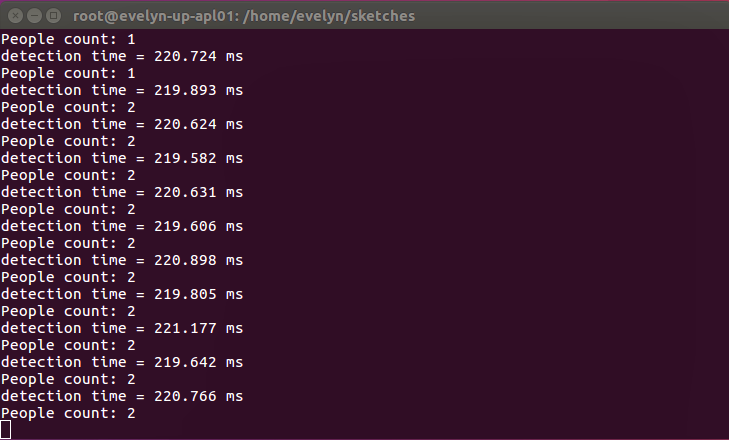 root@evelyn-up-apl01: /home/evelyn/sketches
People count: 1
detection time = 220.724 ms
People count: 1
detection time = 219.893 ms
People count: 2
detection time = 220.624 ms
People count: 2
detection time = 219.582 ms
People count: 2
detection time = 220.631 ms
People count: 2
detection time = 219.606 ms
People count: 2
detection time = 220.898 ms
People count: 2
detection time = 219.805 ms
People count: 2
detection time = 221.177 ms
People count: 2
detection time = 219.642 ms
People count: 2
detection time = 220.766 ms
People count: 2